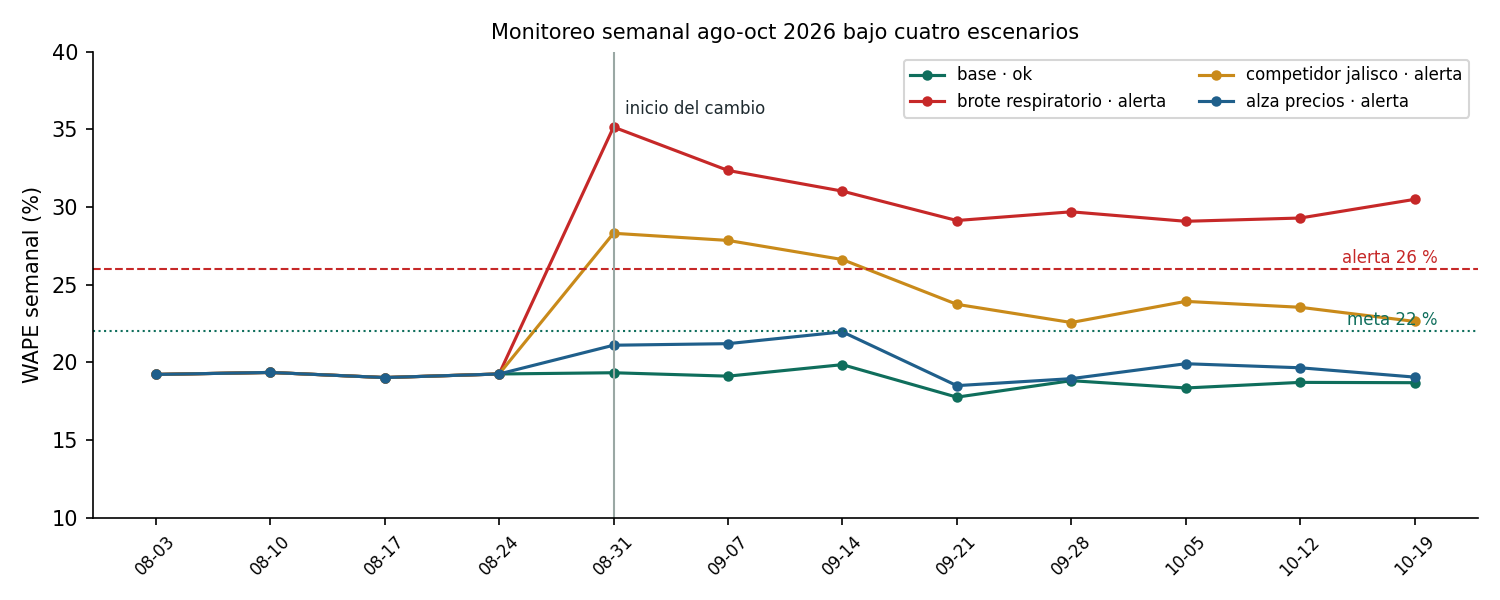 Monitoreo semanal ago-oct 2026 bajo cuatro escenarios
base · ok
brote respiratorio · alerta
competidor jalisco · alerta
alza precios · alerta
inicio del cambio
alerta 26 %
meta 22 %
WAPE semanal (%)
40
35
30
25
20
15
10
08-03
08-10
08-17
08-24
08-31
09-07
09-14
09-21
09-28
10-05
10-12
10-19